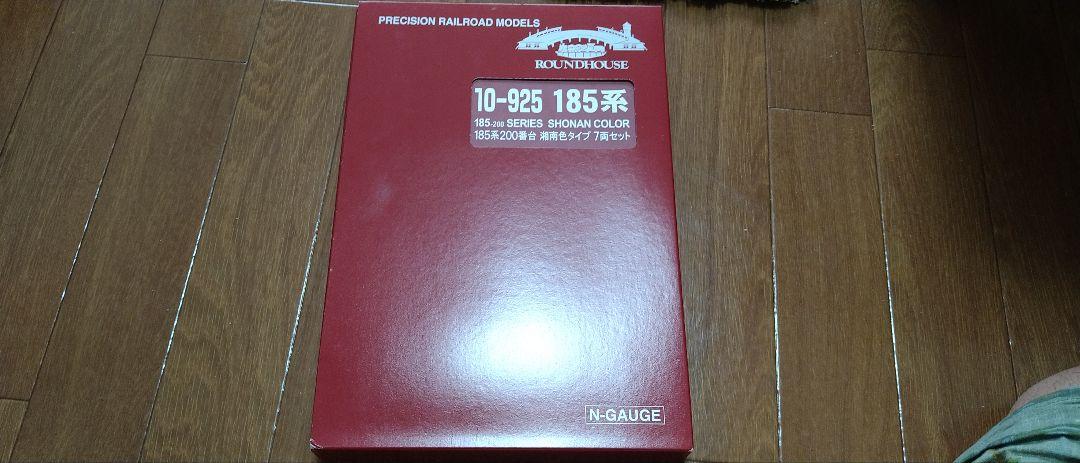 PRECISION RAILROAD MODELS
ROUNDHOUSE
10-925 185系
185-200 SERIES SHONAN COLOR
185系200番台 湘南色タイプ 7両セット
N-GAUGE